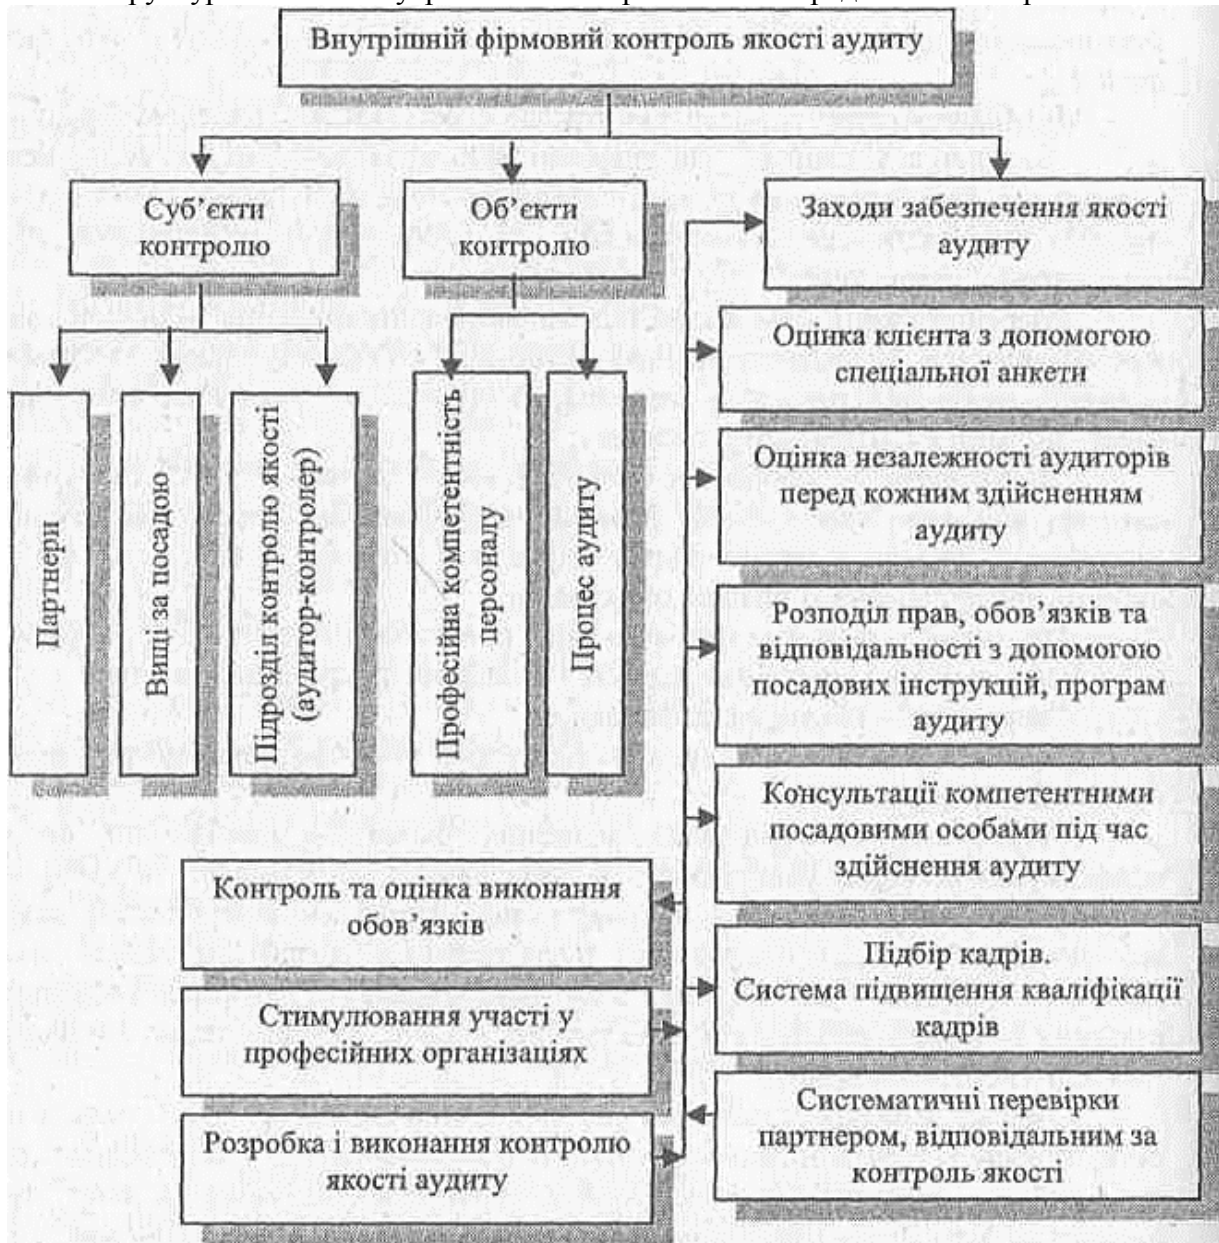 Внутрішній фірмовий контроль якості аудиту
Суб’єкти
контролю
Об’єкти
контролю
Заходи забезпечення якості
аудиту
Партнери
Вищі за посадою
Підрозділ контролю якості
(аудитор-контролер)
Професійна компетентність
персоналу
Процес аудиту
Оцінка клієнта з допомогою
спеціальної анкети
Оцінка незалежності аудиторів
перед кожним здійсненням
аудиту
Розподіл прав, обов’язків та
відповідальності з допомогою
посадових інструкцій, програм
аудиту
Консультації компетентними
посадовими особами під час
здійснення аудиту
Підбір кадрів.
Система підвищення кваліфікації
кадрів
Систематичні перевірки
партнером, відповідальним за
контроль якості
Контроль та оцінка виконання
обов’язків
Стимулювання участі у
професійних організаціях
Розробка і виконання контролю
якості аудиту